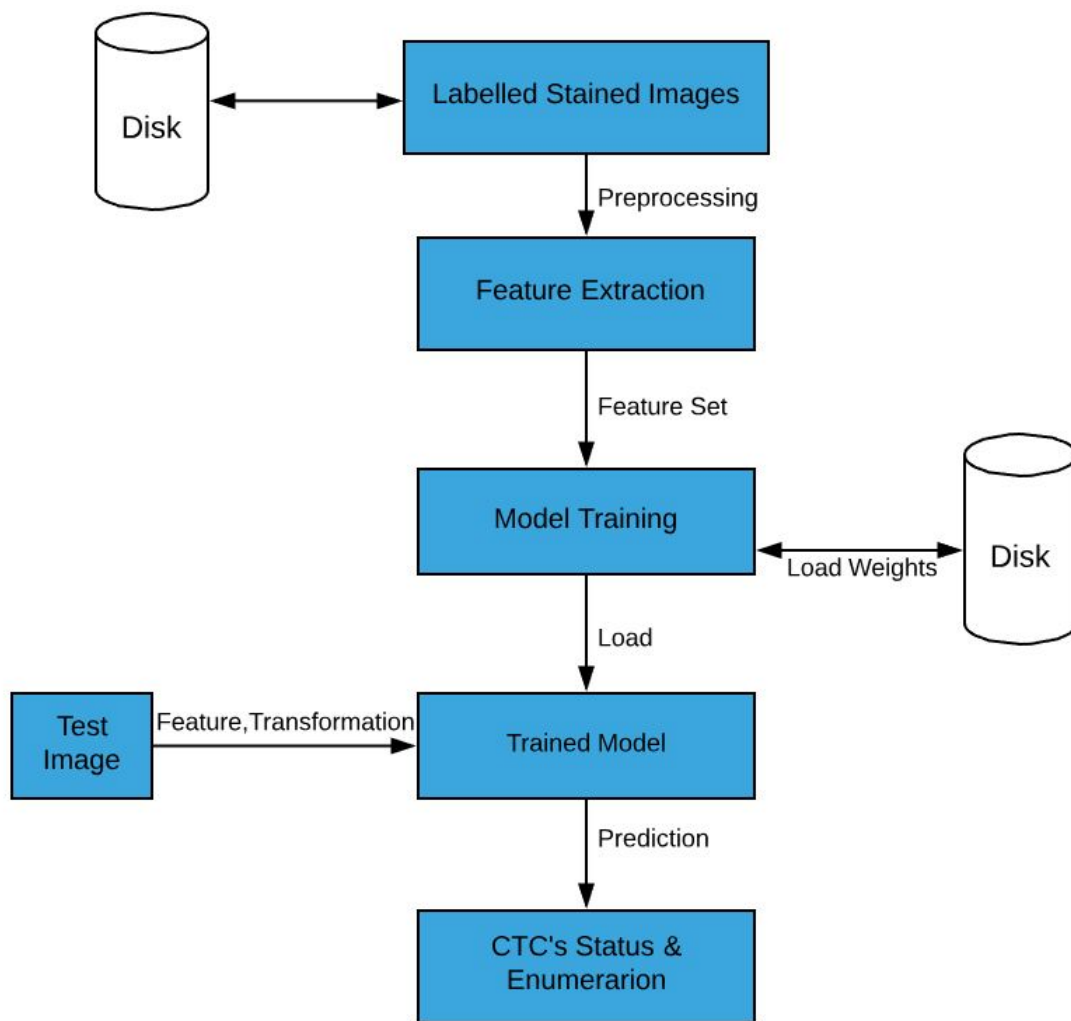 Labelled Stained Images
Disk
Preprocessing
Feature Extraction
Feature Set
Model Training
Load Weights
Disk
Load
Test
Image
Feature,Transformation
Trained Model
Prediction
CTC's Status &
Enumerarion